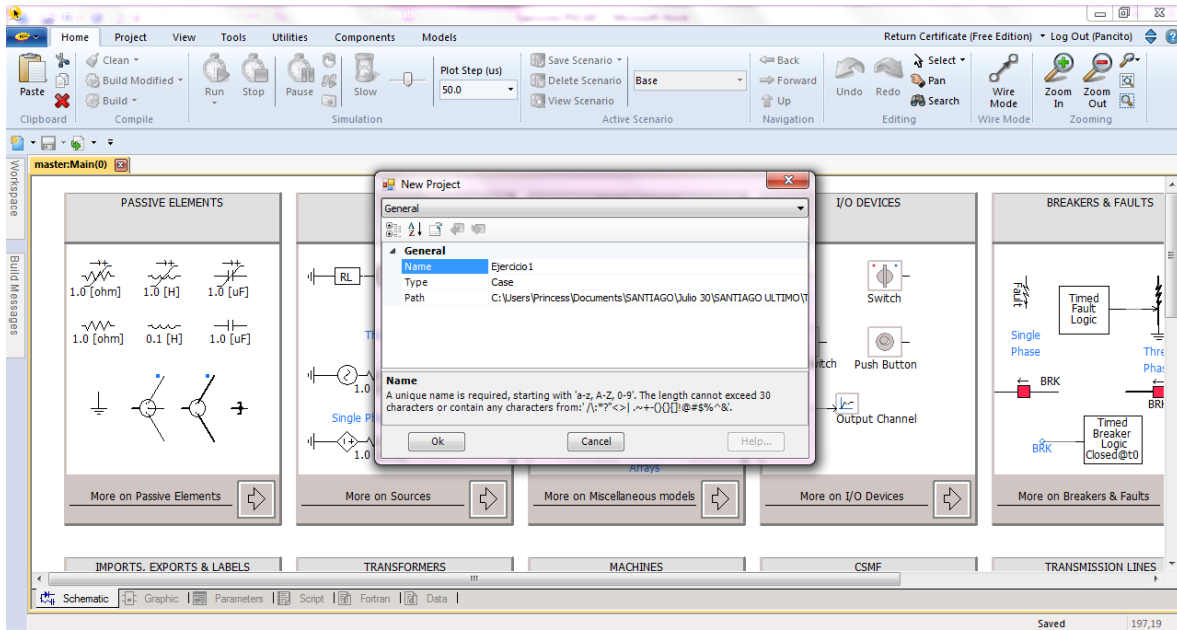 Home Project View Tools Utilities Components Models Return Certificate (Free Edition) Log Out (Pancito)
Paste
Clipboard
Clean
Build Modified
Build
Compile
Run
Stop
Pause
Slow
Simulation
Plot Step (us)
50.0
Save Scenario
Delete Scenario
View Scenario
Base
Active Scenario
Back
Forward
Up
Navigation
Undo
Redo
Select
Pan
Search
Editing
Wire
Mode
Wire Mode
Zoom
In
Zoom
Out
Zooming
Workspace
Build Messages
master:Main(0)
PASSIVE ELEMENTS
1.0 [ohm] 1.0 [H] 1.0 [uF]
1.0 [ohm] 0.1 [H] 1.0 [uF]
More on Passive Elements
RL
Th
1.0
Single Ph
1.0
More on Sources
New Project
General
General
Name Ejercicio1
Type Case
Path C:\Users\Princess\Documents\SANTIAGO\Julio 30\SANTIAGO ULTIMO\T
Name
A unique name is required, starting with 'a-z, A-Z, 0-9'. The length cannot exceed 30
characters or contain any characters from:' /\:*?"<>| .~+-(){}[]!@#$%^&'.
Ok Cancel Help...
Arrays
More on Miscellaneous models
I/O DEVICES
Switch
itch
Push Button
Output Channel
More on I/O Devices
BREAKERS & FAULTS
Fault
Timed
Fault
Logic
Single
Phase
Thre
Phas
BRK
BRK
BRK
Timed
Breaker
Logic
Closed@t0
More on Breakers & Faults
IMPORTS, EXPORTS & LABELS
TRANSFORMERS
MACHINES
CSMF
TRANSMISSION LINES
Schematic Graphic Parameters Script Fortran Data
Saved 197,19